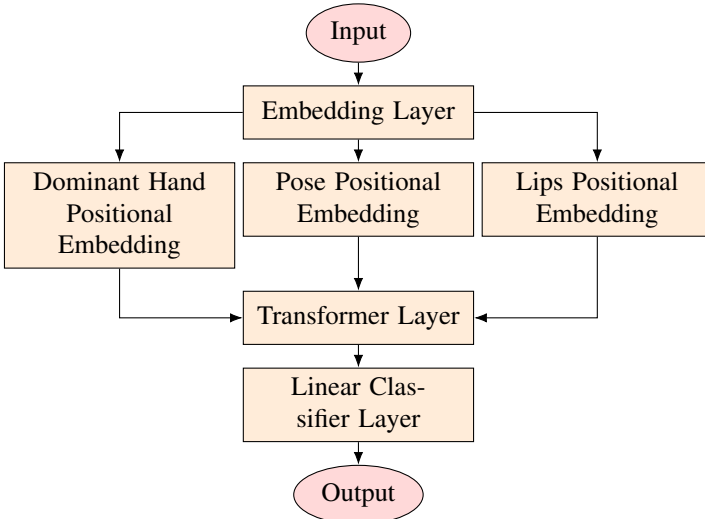 Input
Embedding Layer
Dominant Hand
Positional
Embedding
Pose Positional
Embedding
Lips Positional
Embedding
Transformer Layer
Linear Clas-
sifier Layer
Output